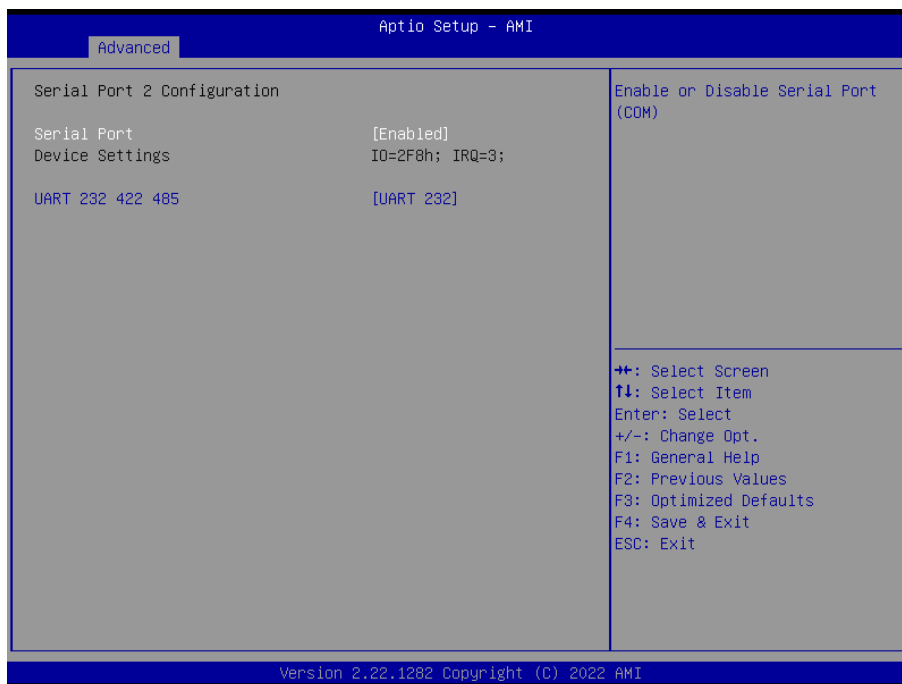 Aptio Setup – AMI
Advanced
Serial Port 2 Configuration
Serial Port [Enabled]
Device Settings IO=2F8h; IRQ=3;
UART 232 422 485 [UART 232]
Enable or Disable Serial Port
(COM)
→←: Select Screen
↑↓: Select Item
Enter: Select
+/-: Change Opt.
F1: General Help
F2: Previous Values
F3: Optimized Defaults
F4: Save & Exit
ESC: Exit
Version 2.22.1282 Copyright (C) 2022 AMI